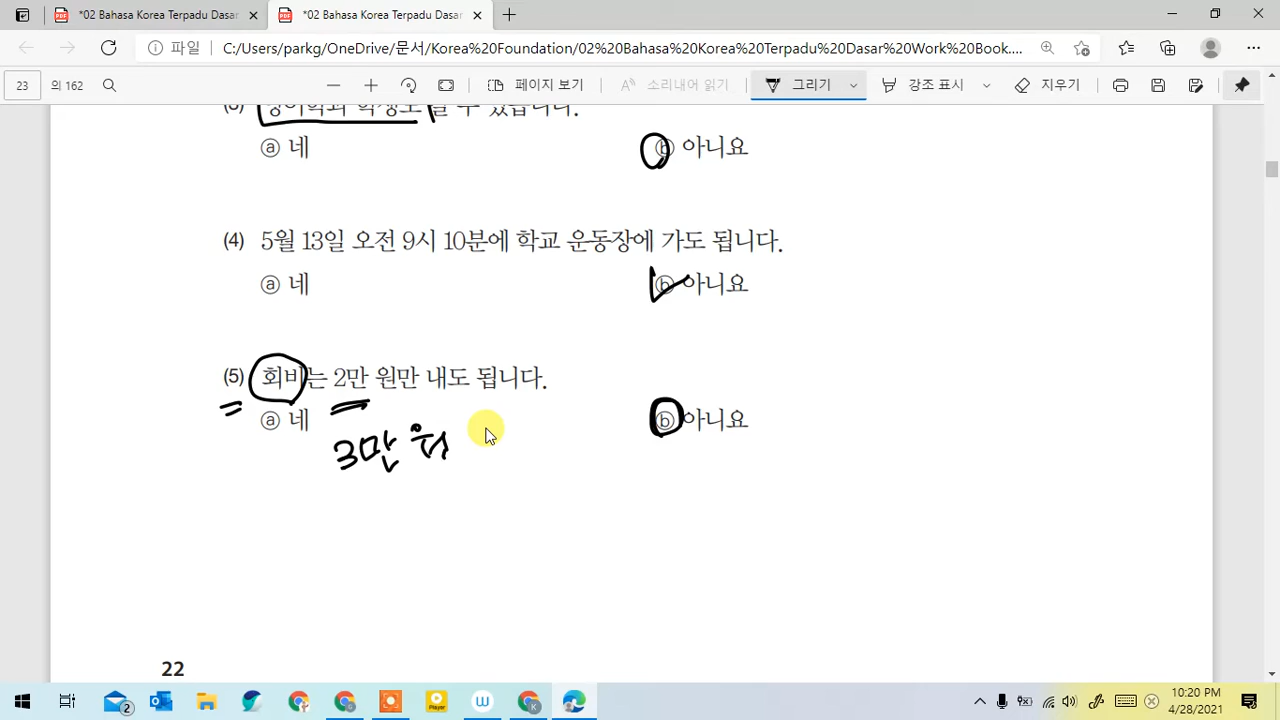 *02 Bahasa Korea Terpadu Dasar
*02 Bahasa Korea Terpadu Dasar
파일
C:/Users/parkg/OneDrive/문서/Korea%20Foundation/02%20Bahasa%20Korea%20Terpadu%20Dasar%20Work%20Book....
23 의 162
페이지 보기
소리내어 읽기
그리기
강조 표시
지우기
ⓐ 네 ⓑ 아니요
(4) 5월 13일 오전 9시 10분에 학교 운동장에 가도 됩니다.
ⓐ 네 ⓑ 아니요
(5) 회비는 2만 원만 내도 됩니다.
ⓐ 네 ⓑ 아니요
3만
22
2
Player
10:20 PM
4/28/2021